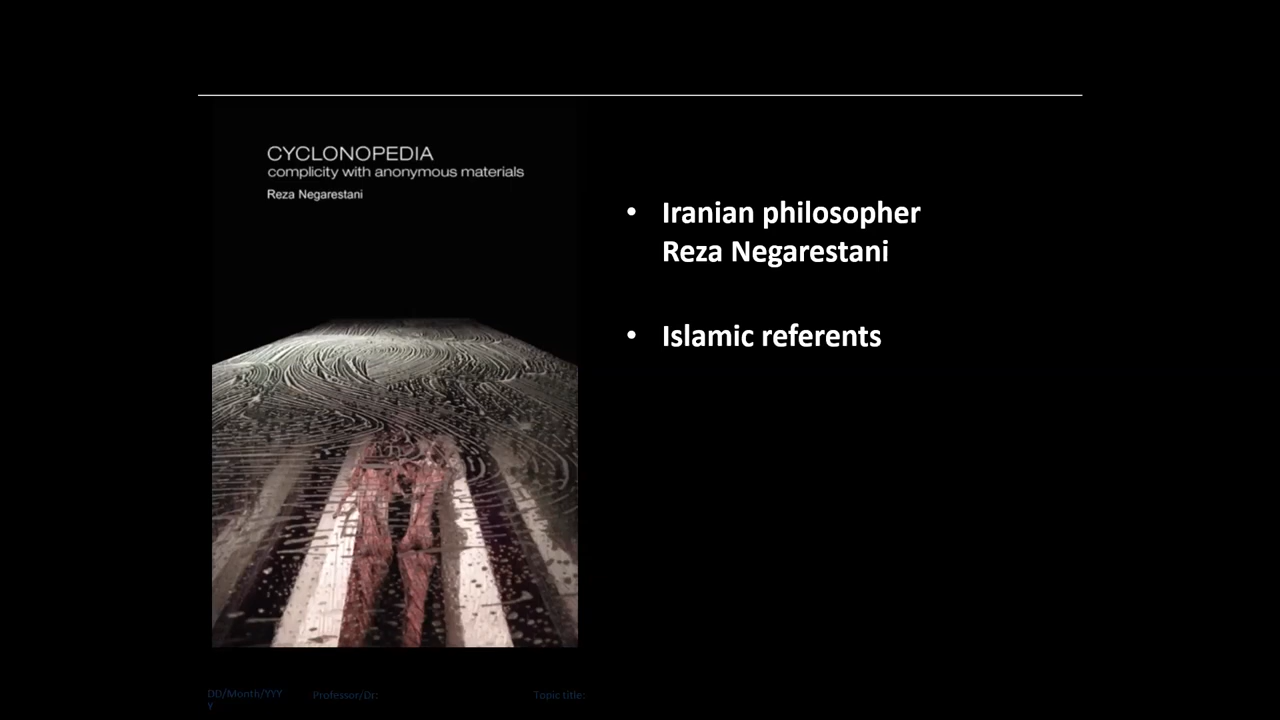 CYCLONOPEDIA
complicity with anonymous materials
Reza Negarestani
• Iranian philosopher
Reza Negarestani
• Islamic referents
DD/Month/YYY
y
Professor/Dr:
Topic title: